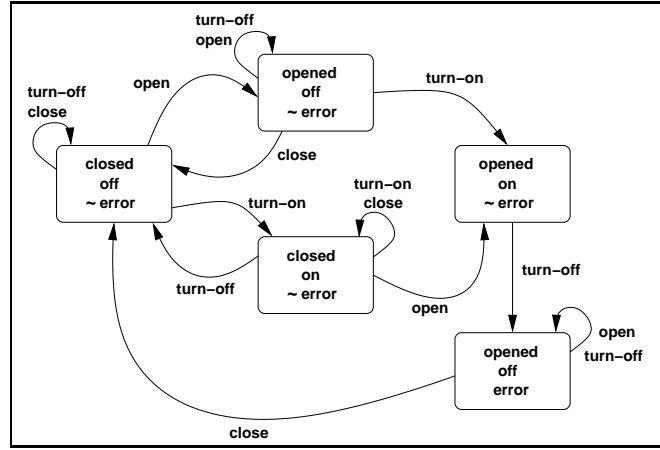 turn–off
open
opened
off
~ error
turn–on
open
turn–off
close
closed
off
~ error
close
opened
on
~ error
turn–on
turn–on
close
closed
on
~ error
turn–off
open
turn–off
opened
off
error
open
turn–off
close